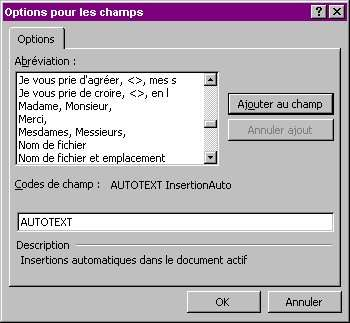 Options pour les champs
Options
Abréviation :
Je vous prie d'agréer, <>, mes s
Je vous prie de croire, <>, en l
Madame, Monsieur,
Merci,
Mesdames, Messieurs,
Nom de fichier
Nom de fichier et emplacement
Ajouter au champ
Annuler ajout
Codes de champ : AUTOTEXT InsertionAuto
AUTOTEXT
Description
Insertions automatiques dans le document actif
OK
Annuler